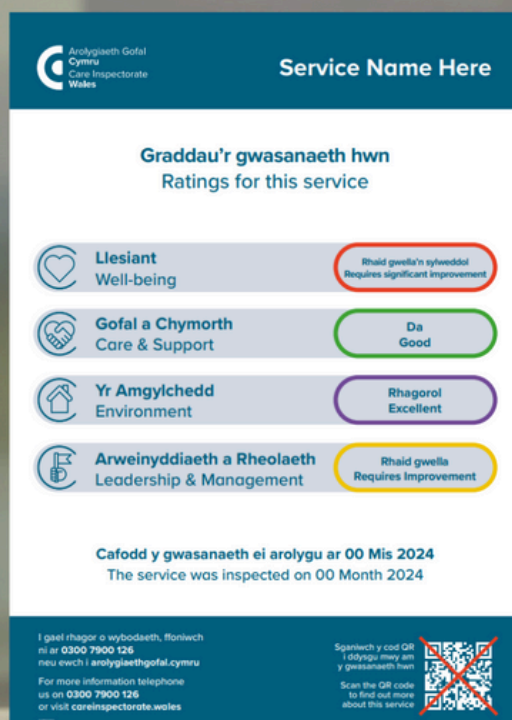 Arolygiaeth Gofal
Cymru
Care Inspectorate
Wales
Service Name Here
Graddau'r gwasanaeth hwn
Ratings for this service
Llesiant
Well-being
Rhaid gwella'n sylweddol
Requires significant improvement
Gofal a Chymorth
Care & Support
Da
Good
Yr Amgylchedd
Environment
Rhagorol
Excellent
Arweinyddiaeth a Rheolaeth
Leadership & Management
Rhaid gwella
Requires Improvement
Cafodd y gwasanaeth ei arolygu ar 00 Mis 2024
The service was inspected on 00 Month 2024
I gael rhagor o wybodaeth, ffoniwch
ni ar 0300 7900 126
neu ewch i arolygiaethgofal.cymru
For more information telephone
us on 0300 7900 126
or visit careinspectorate.wales
Sganiwch y cod QR
i ddysgu mwy am
y gwasanaeth hwn
Scan the QR code
to find out more
about this service